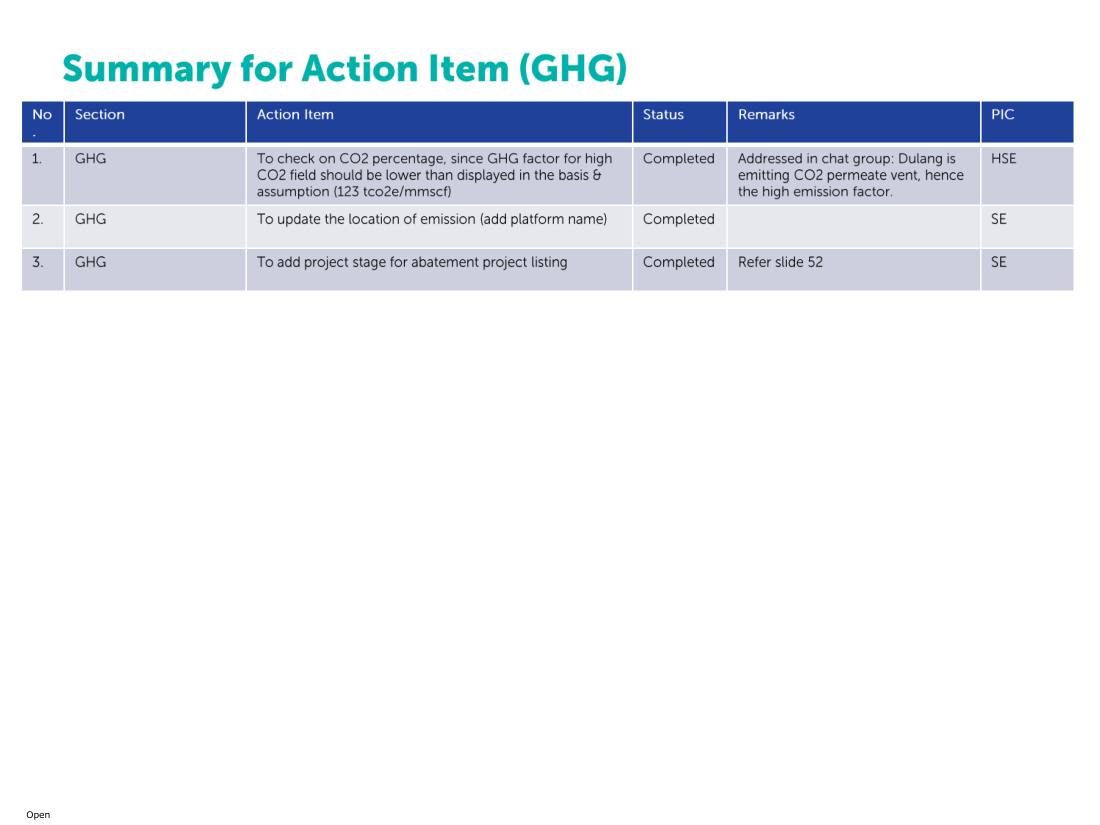 Summary for Action Item (GHG)
No
.
Section
Action Item
Status
Remarks
PIC
1.
GHG
To check on CO2 percentage, since GHG factor for high
CO2 field should be lower than displayed in the basis &
assumption (123 tco2e/mmscf)
Completed
Addressed in chat group: Dulang is
emitting CO2 permeate vent, hence
the high emission factor.
HSE
2.
GHG
To update the location of emission (add platform name)
Completed
SE
3.
GHG
To add project stage for abatement project listing
Completed
Refer slide 52
SE
Open